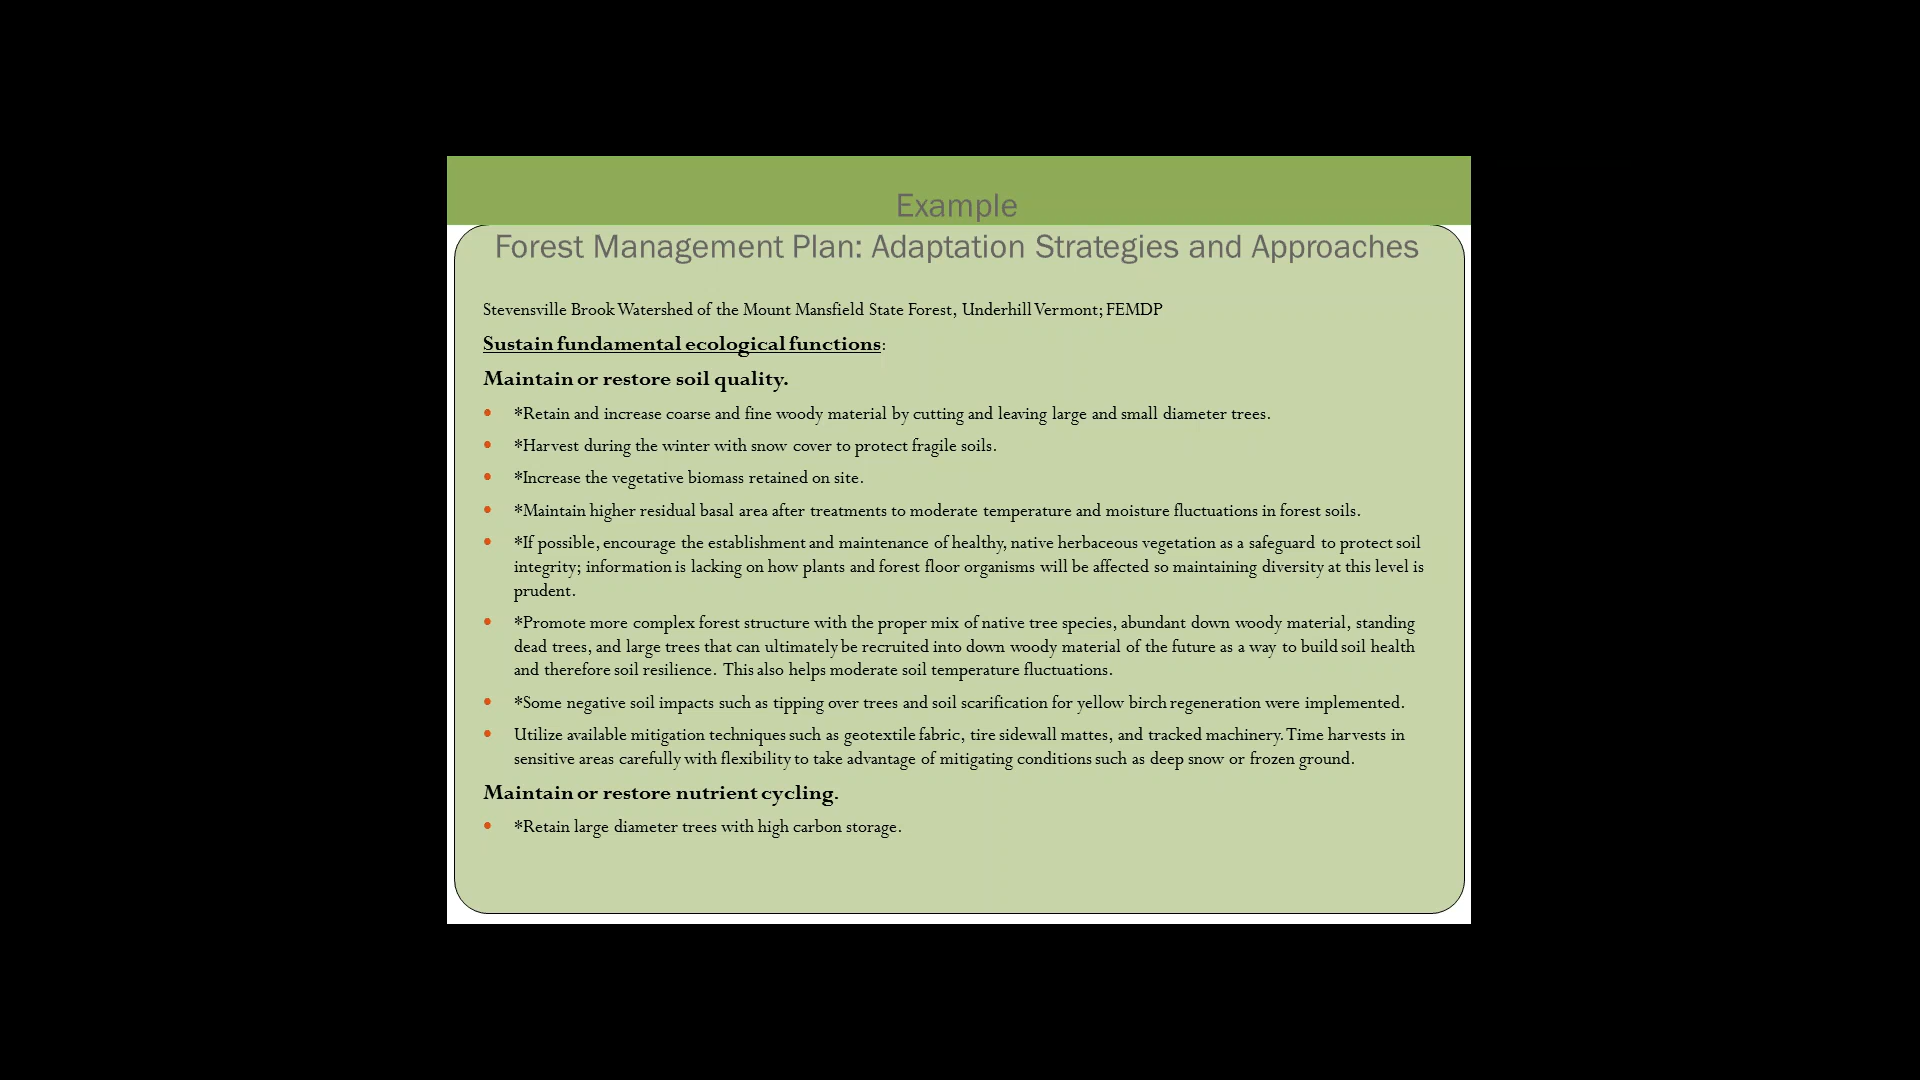 Example
Forest Management Plan: Adaptation Strategies and Approaches
Stevensville Brook Watershed of the Mount Mansfield State Forest, Underhill Vermont; FEMDP
Sustain fundamental ecological functions:
Maintain or restore soil quality.
• *Retain and increase coarse and fine woody material by cutting and leaving large and small diameter trees.
• *Harvest during the winter with snow cover to protect fragile soils.
• *Increase the vegetative biomass retained on site.
• *Maintain higher residual basal area after treatments to moderate temperature and moisture fluctuations in forest soils.
• *If possible, encourage the establishment and maintenance of healthy, native herbaceous vegetation as a safeguard to protect soil
integrity; information is lacking on how plants and forest floor organisms will be affected so maintaining diversity at this level is
prudent.
• *Promote more complex forest structure with the proper mix of native tree species, abundant down woody material, standing
dead trees, and large trees that can ultimately be recruited into down woody material of the future as a way to build soil health
and therefore soil resilience. This also helps moderate soil temperature fluctuations.
• *Some negative soil impacts such as tipping over trees and soil scarification for yellow birch regeneration were implemented.
• Utilize available mitigation techniques such as geotextile fabric, tire sidewall mattes, and tracked machinery. Time harvests in
sensitive areas carefully with flexibility to take advantage of mitigating conditions such as deep snow or frozen ground.
Maintain or restore nutrient cycling.
• *Retain large diameter trees with high carbon storage.